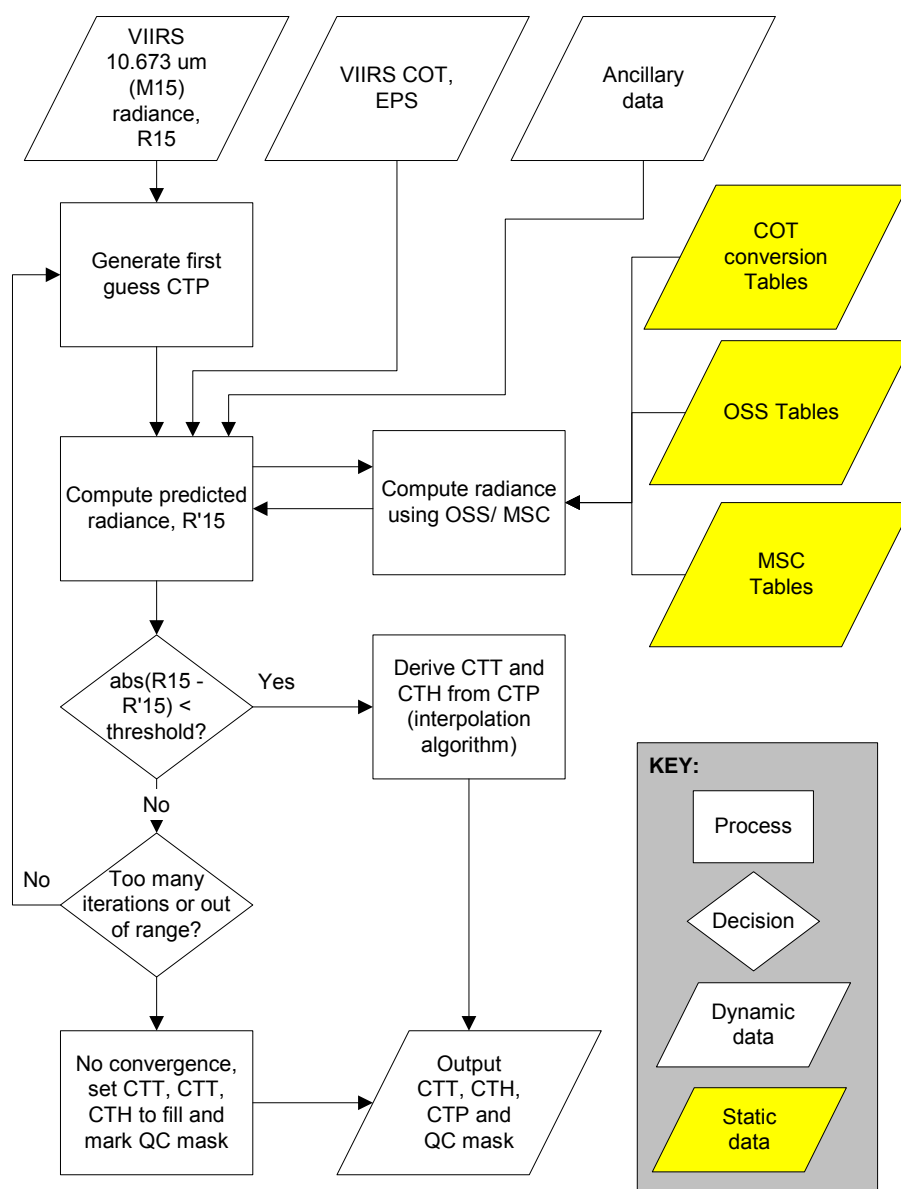 VIIRS
10.673 um
(M15)
radiance,
R15
VIIRS COT,
EPS
Ancillary
data
Generate first
guess CTP
COT
conversion
Tables
OSS Tables
MSC
Tables
Compute predicted
radiance, R'15
Compute radiance
using OSS/ MSC
abs(R15 -
R'15) <
threshold?
Yes
Derive CTT and
CTH from CTP
(interpolation
algorithm)
No
No
Too many
iterations or out
of range?
No convergence,
set CTT, CTT,
CTH to fill and
mark QC mask
Output
CTT, CTH,
CTP and
QC mask
KEY:
Process
Decision
Dynamic
data
Static
data